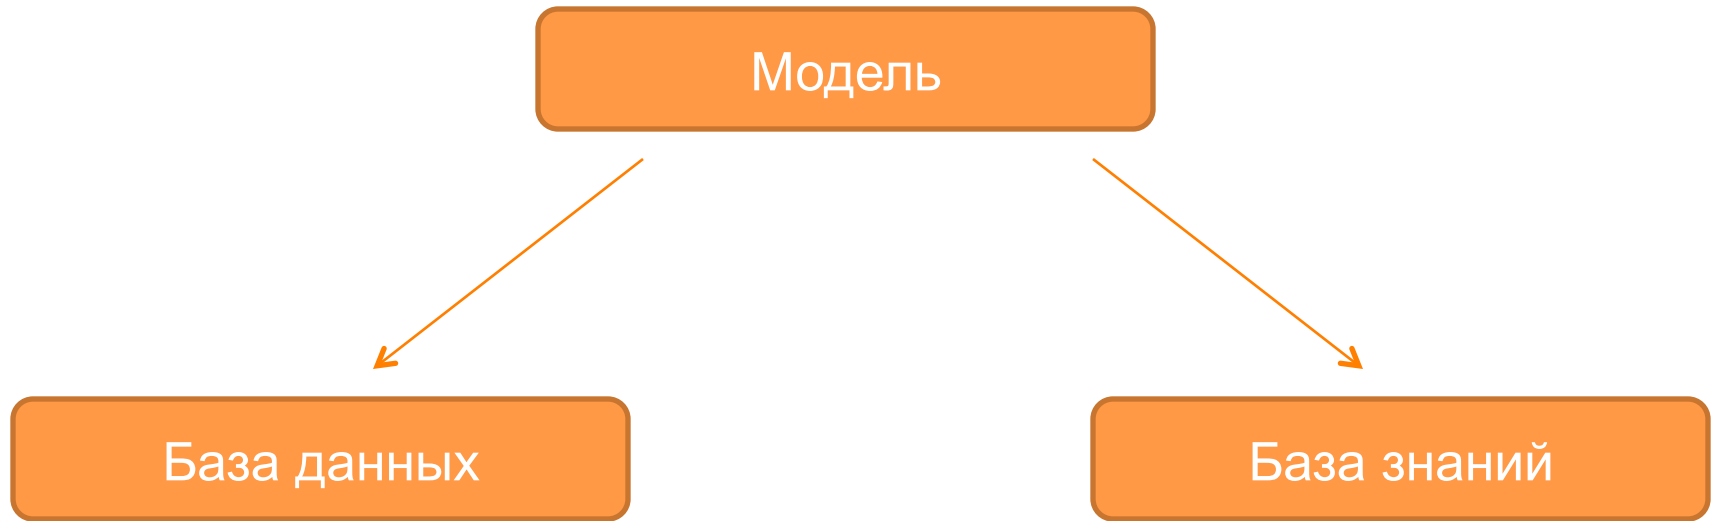 Модель
База данных
База знаний